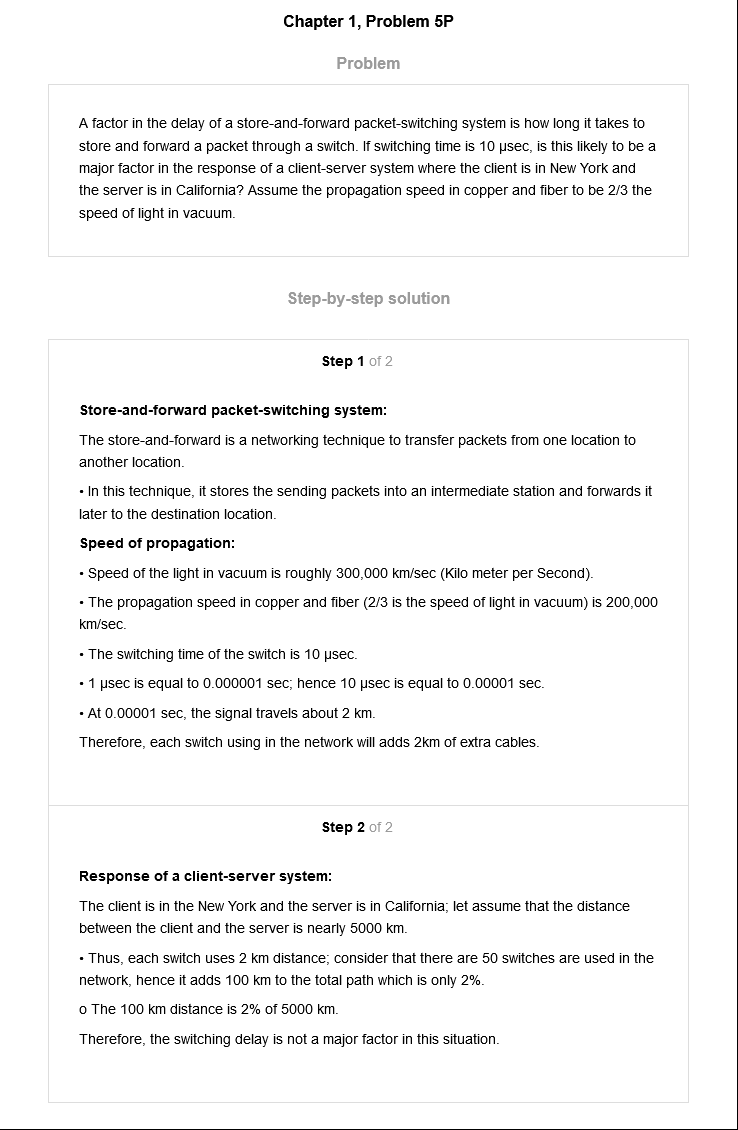 Chapter 1, Problem 5P
Problem
A factor in the delay of a store-and-forward packet-switching system is how long it takes to
store and forward a packet through a switch. If switching time is 10 μsec, is this likely to be a
major factor in the response of a client-server system where the client is in New York and
the server is in California? Assume the propagation speed in copper and fiber to be 2/3 the
speed of light in vacuum.
Step-by-step solution
Step 1 of 2
Store-and-forward packet-switching system:
The store-and-forward is a networking technique to transfer packets from one location to
another location.
• In this technique, it stores the sending packets into an intermediate station and forwards it
later to the destination location.
Speed of propagation:
• Speed of the light in vacuum is roughly 300,000 km/sec (Kilo meter per Second).
• The propagation speed in copper and fiber (2/3 is the speed of light in vacuum) is 200,000
km/sec.
• The switching time of the switch is 10 μsec.
• 1 μsec is equal to 0.000001 sec; hence 10 μsec is equal to 0.00001 sec.
• At 0.00001 sec, the signal travels about 2 km.
Therefore, each switch using in the network will adds 2km of extra cables.
Step 2 of 2
Response of a client-server system:
The client is in the New York and the server is in California; let assume that the distance
between the client and the server is nearly 5000 km.
• Thus, each switch uses 2 km distance; consider that there are 50 switches are used in the
network, hence it adds 100 km to the total path which is only 2%.
o The 100 km distance is 2% of 5000 km.
Therefore, the switching delay is not a major factor in this situation.